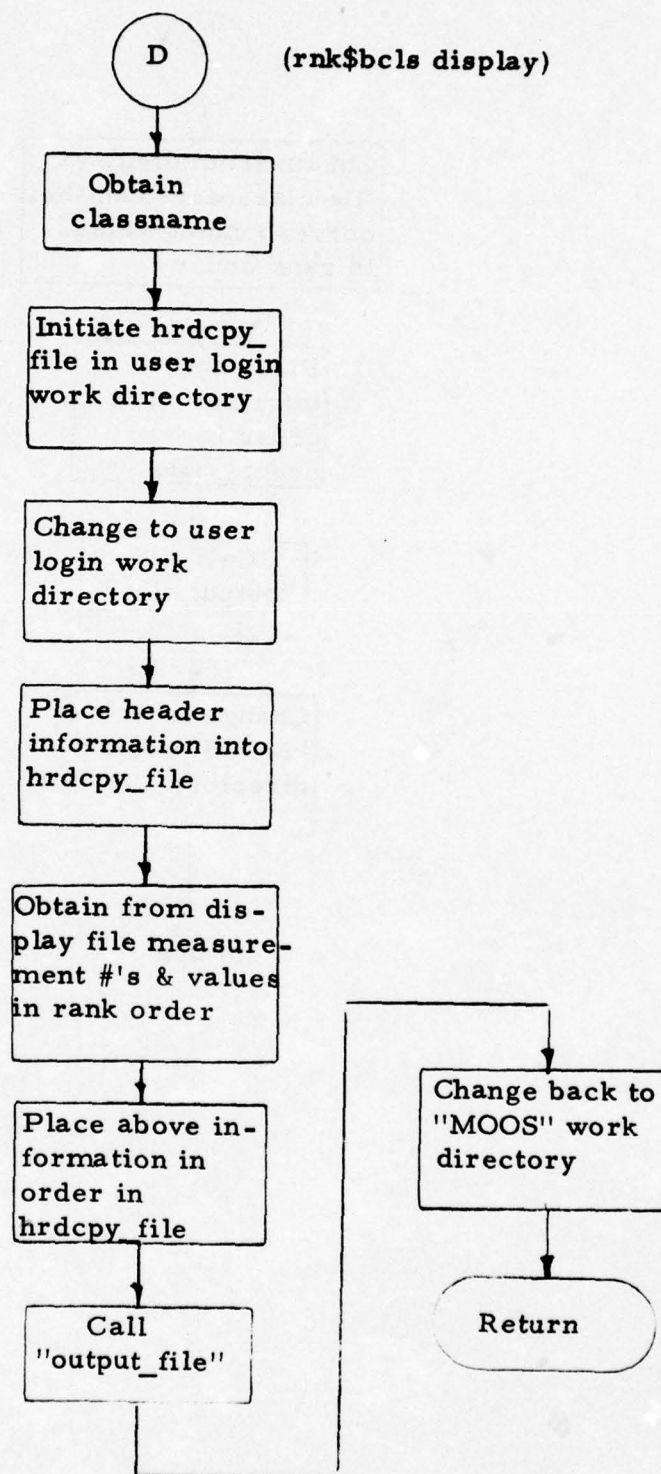 D
(rnk$bcls display)
Obtain
classname
Initiate hrdcpy_
file in user login
work directory
Change to user
login work
directory
Place header
information into
hrdcpy_file
Obtain from dis-
play file measure-
ment #'s & values
in rank order
Place above in-
formation in
order in
hrdcpy_file
Call
"output_file"
Change back to
"MOOS" work
directory
Return